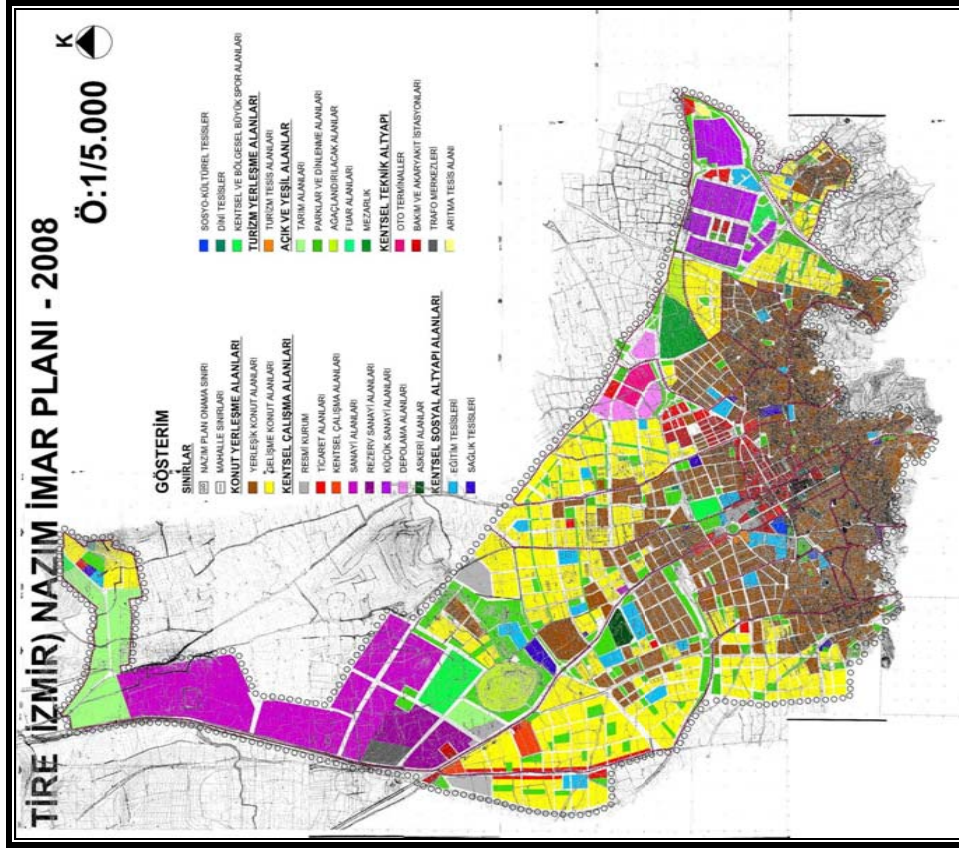 TİRE (İZMİR) NAZIM İMAR PLANI - 2008
Ö:1/5.000
K
GÖSTERİM
SINIRLAR
NAZIM PLAN ONAMA SINIRI
MAHALLE SINIRLARI
KONUT YERLEŞME ALANLARI
YERLEŞİK KONUT ALANLARI
GELİŞME KONUT ALANLARI
KENTSEL ÇALIŞMA ALANLARI
RESMİ KURUM
TİCARET ALANLARI
KENTSEL ÇALIŞMA ALANLARI
SANAYİ ALANLARI
REZERV SANAYİ ALANLARI
KÜÇÜK SANAYİ ALANLARI
DEPOLAMA ALANLARI
ASKERİ ALANLAR
KENTSEL SOSYAL ALTYAPI ALANLARI
EĞİTİM TESİSLERİ
SAĞLIK TESİSLERİ
SOSYO-KÜLTÜREL TESİSLER
DİNİ TESİSLER
KENTSEL VE BÖLGESEL BÜYÜK SPOR ALANLARI
TURİZM YERLEŞME ALANLARI
TURİZM TESİS ALANLARI
AÇIK VE YEŞİL ALANLAR
TARIM ALANLARI
PARKLAR VE DİNLENME ALANLARI
AĞAÇLANDIRILACAK ALANLAR
FUAR ALANLARI
MEZARLIK
KENTSEL TEKNİK ALTYAPI
OTO TERMİNALLER
BAKIM VE AKARYAKIT İSTASYONLARI
TRAFO MERKEZLERİ
ARITMA TESİS ALANI